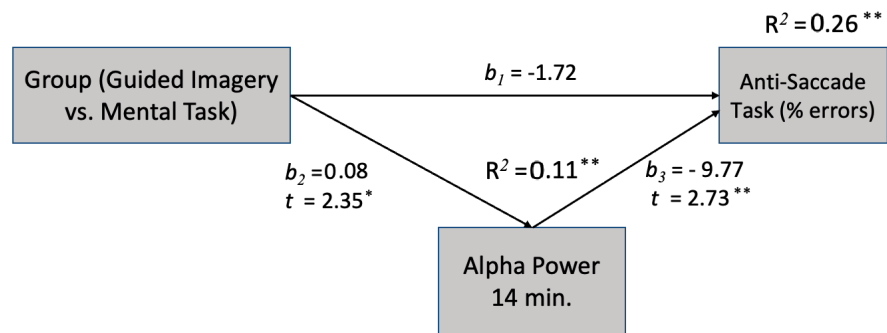 R² = 0.26 **
Group (Guided Imagery
vs. Mental Task)
b₁ = -1.72
Anti-Saccade
Task (% errors)
b₂ =0.08
t = 2.35*
R² =0.11**
b₃ = - 9.77
t = 2.73**
Alpha Power
14 min.